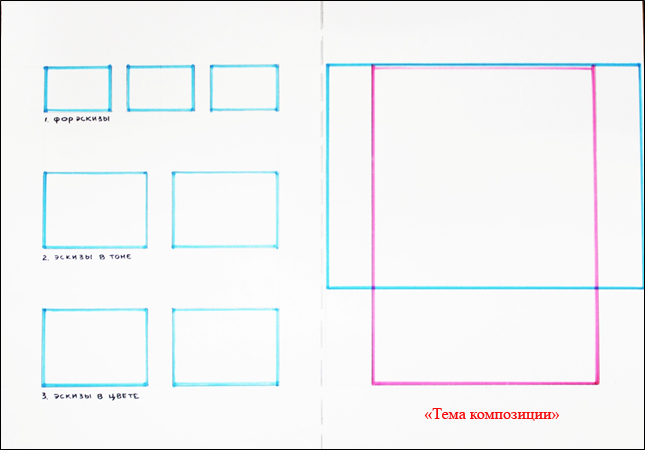 1. ФОРЭСКИЗЫ
2. ЭСКИЗЫ В ТОНЕ
3. ЭСКИЗЫ В ЦВЕТЕ
«Тема композиции»